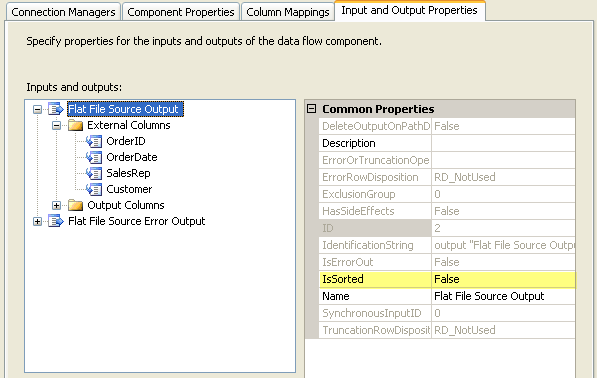 Connection Managers Component Properties Column Mappings Input and Output Properties
Specify properties for the inputs and outputs of the data flow component.
Inputs and outputs:
Flat File Source Output
External Columns
OrderID
OrderDate
SalesRep
Customer
Output Columns
Flat File Source Error Output
Common Properties
DeleteOutputOnPathD False
Description
ErrorOrTruncationOpe
ErrorRowDisposition RD_NotUsed
ExclusionGroup 0
HasSideEffects False
ID 2
IdentificationString output "Flat File Source Outpu
IsErrorOut False
IsSorted False
Name Flat File Source Output
SynchronousInputID 0
TruncationRowDisposit RD_NotUsed